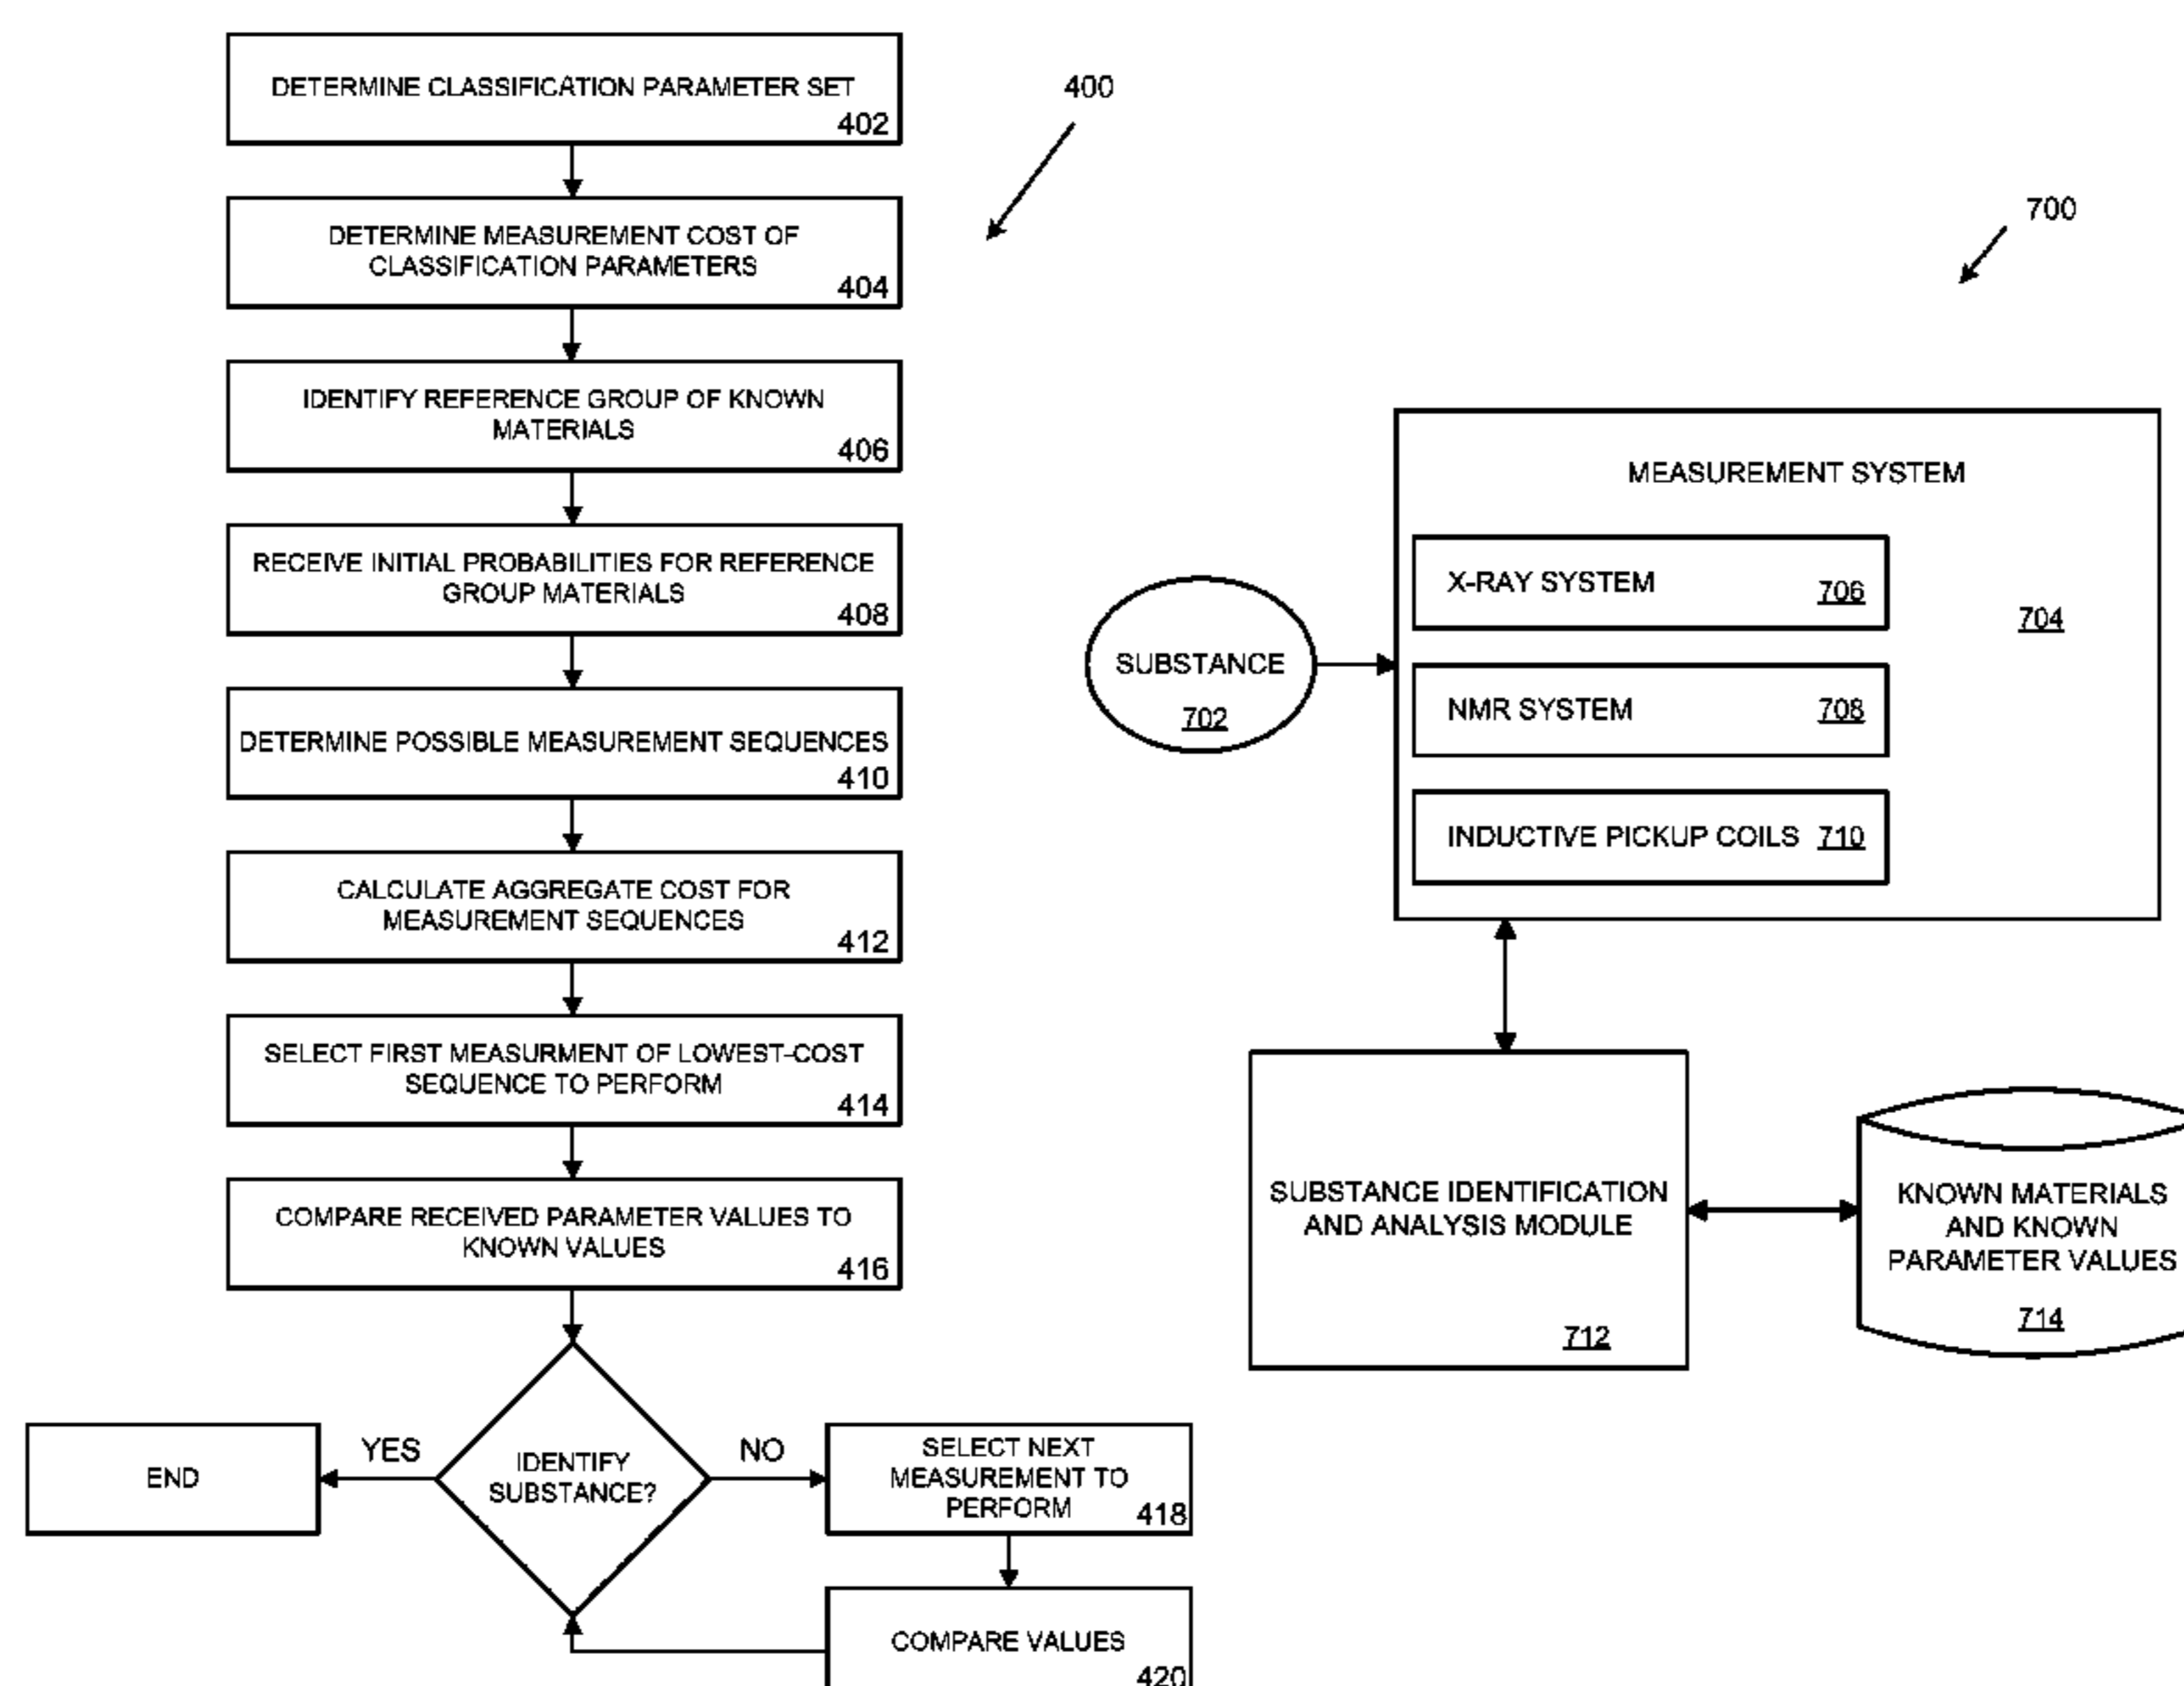 DETERMINE CLASSIFICATION PARAMETER SET
402
DETERMINE MEASUREMENT COST OF
CLASSIFICATION PARAMETERS
404
IDENTIFY REFERENCE GROUP OF KNOWN
MATERIALS
406
RECEIVE INITIAL PROBABILITIES FOR REFERENCE
GROUP MATERIALS
408
DETERMINE POSSIBLE MEASUREMENT SEQUENCES
410
CALCULATE AGGREGATE COST FOR
MEASUREMENT SEQUENCES
412
SELECT FIRST MEASURMENT OF LOWEST-COST
SEQUENCE TO PERFORM
414
COMPARE RECEIVED PARAMETER VALUES TO
KNOWN VALUES
416
IDENTIFY
SUBSTANCE?
YES
END
NO
SELECT NEXT
MEASUREMENT TO
PERFORM
418
COMPARE VALUES
420
400
700
SUBSTANCE
702
MEASUREMENT SYSTEM
704
X-RAY SYSTEM 706
NMR SYSTEM 708
INDUCTIVE PICKUP COILS 710
SUBSTANCE IDENTIFICATION
AND ANALYSIS MODULE
712
KNOWN MATERIALS
AND KNOWN
PARAMETER VALUES
714